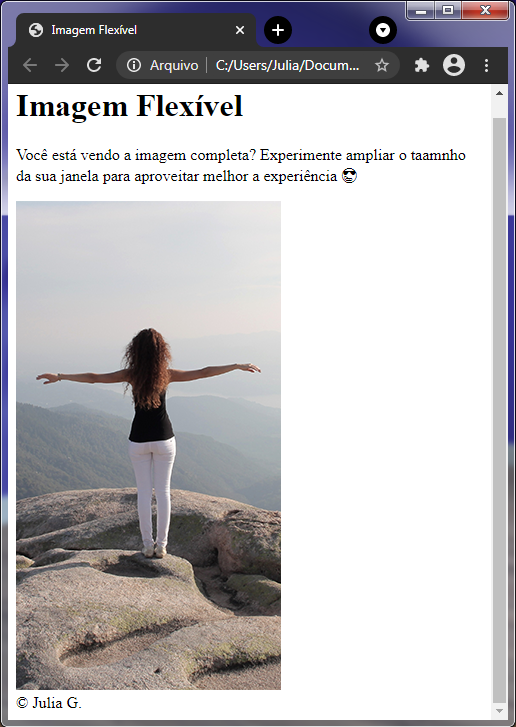 Imagem Flexível
Arquivo | C:/Users/Julia/Docum...
Imagem Flexível
Você está vendo a imagem completa? Experimente ampliar o taamnho
da sua janela para aproveitar melhor a experiência 😎
© Julia G.